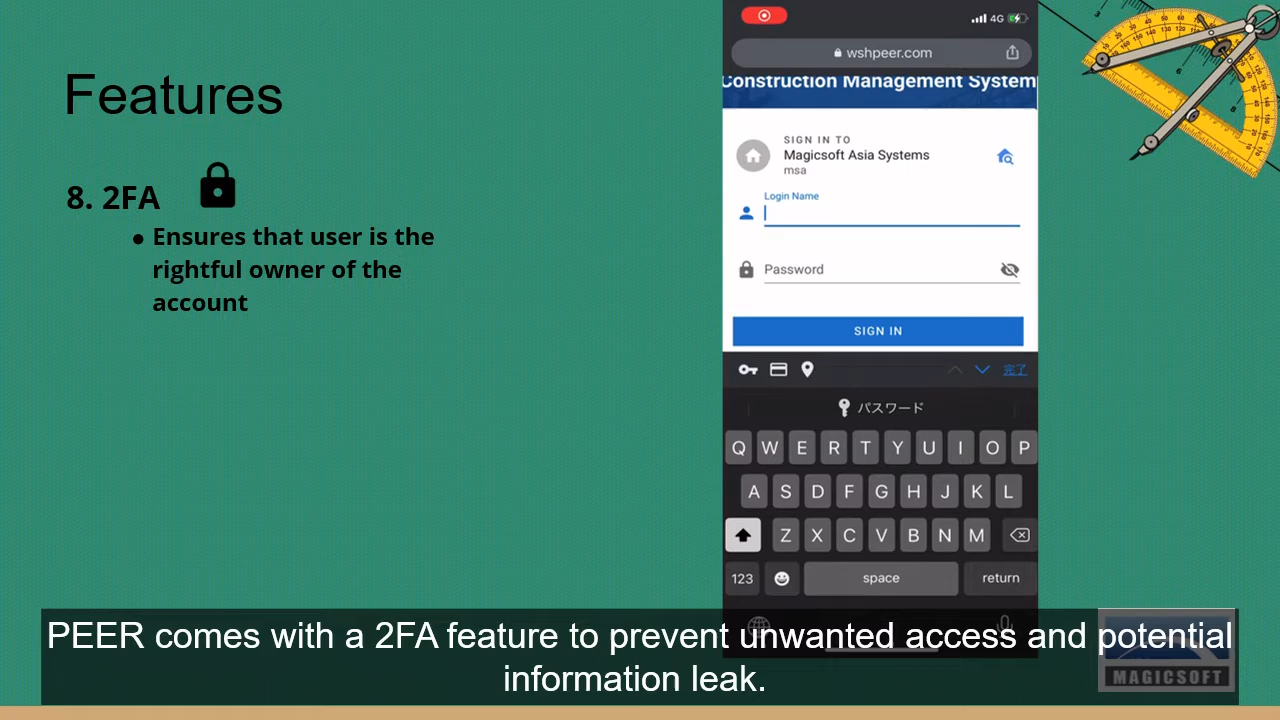 Features
8. 2FA
Ensures that user is the
rightful owner of the
account
4G
wshpeer.com
Construction Management System
SIGN IN TO
Magicsoft Asia Systems
msa
Login Name
Password
SIGN IN
完了
パスワード
Q W E R T Y U I O P
A S D F G H J K L
Z X C V B N M
123 space return
PEER comes with a 2FA feature to prevent unwanted access and potential
information leak.
MAGICSOFT